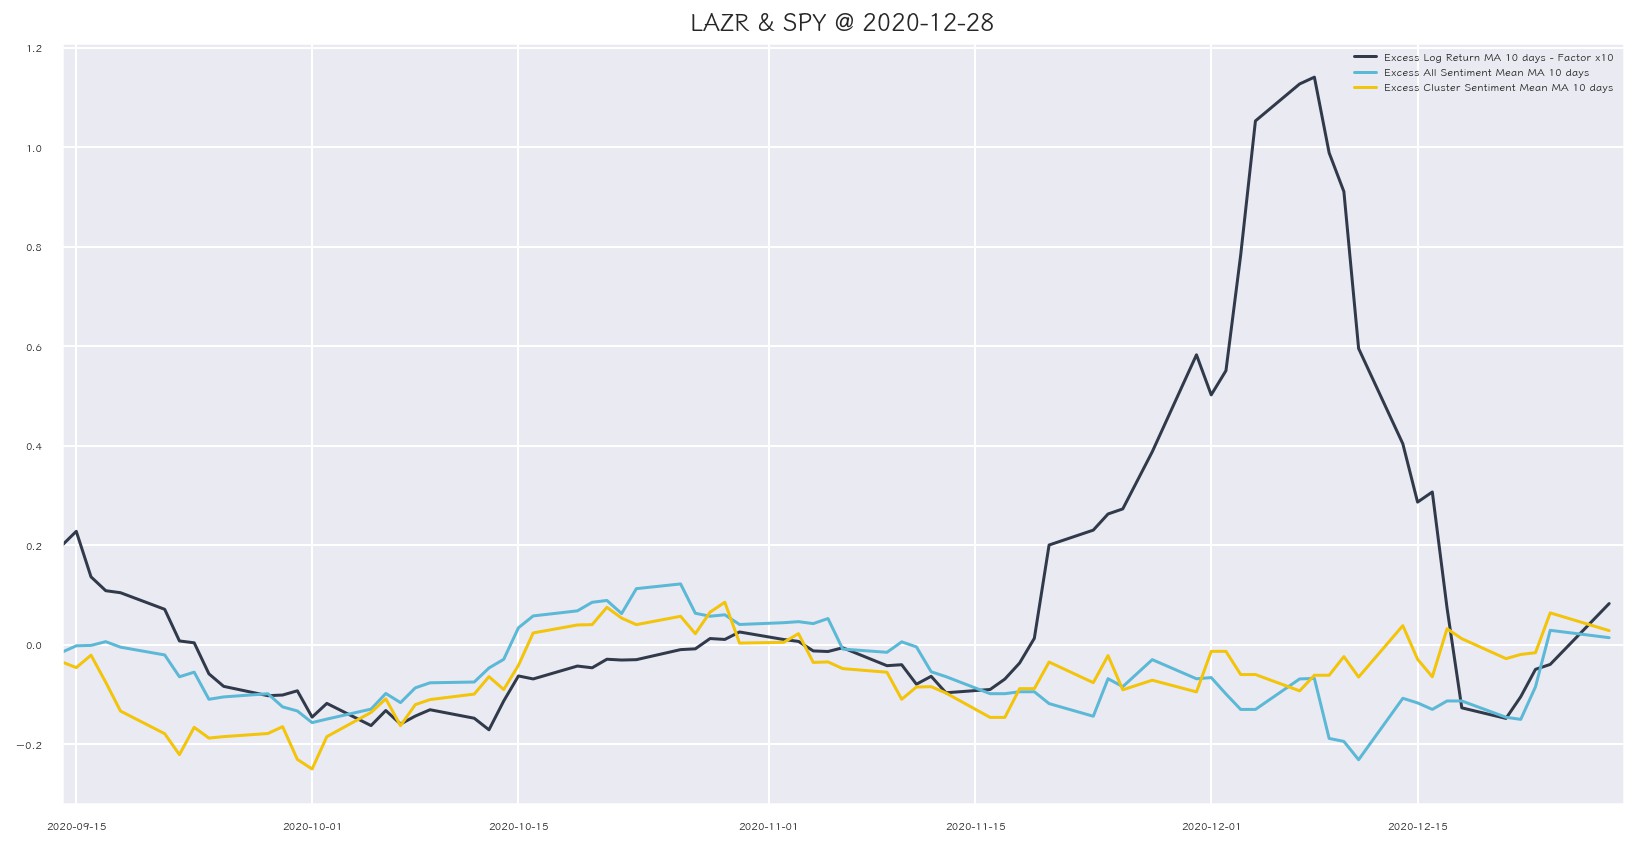 LAZR & SPY @ 2020-12-28
1.2
1.0
0.8
0.6
0.4
0.2
0.0
−0.2
Excess Log Return MA 10 days - Factor x10
Excess All Sentiment Mean MA 10 days
Excess Cluster Sentiment Mean MA 10 days
2020-09-15 2020-10-01 2020-10-15 2020-11-01 2020-11-15 2020-12-01 2020-12-15